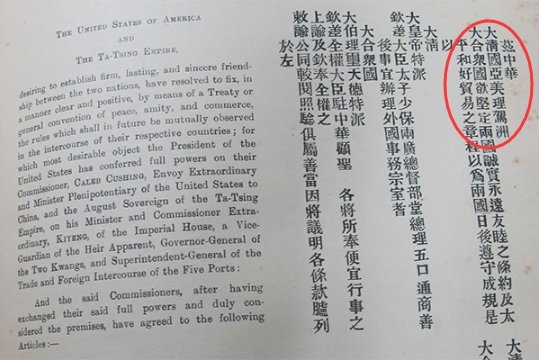 THE UNITED STATES OF AMERICA
AND
THE TA-TSING EMPIRE,
desiring to establish firm, lasting, and sincere friend-
ship between the two nations, have resolved to fix, in
a manner clear and positive, by means of a Treaty or
general convention of peace, amity, and commerce,
the rules which shall in future be mutually observed
in the intercourse of their respective countries; for
which most desirable object the President of the
United States has conferred full powers on their
Commissioner, CALEB CUSHING, Envoy Extraordinary
and Minister Plenipotentiary of the United States to
China, and the August Sovereign of the Ta-Tsing
Empire, on his Minister and Commissioner Extra-
ordinary, KIYENG, of the Imperial House, a Vice-
Guardian of the Heir Apparent, Governor-General of
the Two Kwangs, and Superintendent-General of the
Trade and Foreign Intercourse of the Five Ports:
And the said Commissioners, after having
exchanged their said full powers and duly con-
sidered the premises, have agreed to the following
Articles:—
茲中華
大清國亞美理駕洲
大合衆國欲堅定兩國誠實永遠友睦之條約及太
平和好貿易之章程以為兩國日後遵守成規是
以
大清
大皇帝特派
欽差大臣太子少保兩廣總督部堂總理五口通商善
後事宜辦理外國事務宗室耆
大合衆國
大伯理璽天德特派
欽差全權大臣駐中華顧聖 各將所奉便宜行事之
上諭及欽奉全權之
敕諭公同較閱照驗俱屬善當因將議明各條款臚列
於左